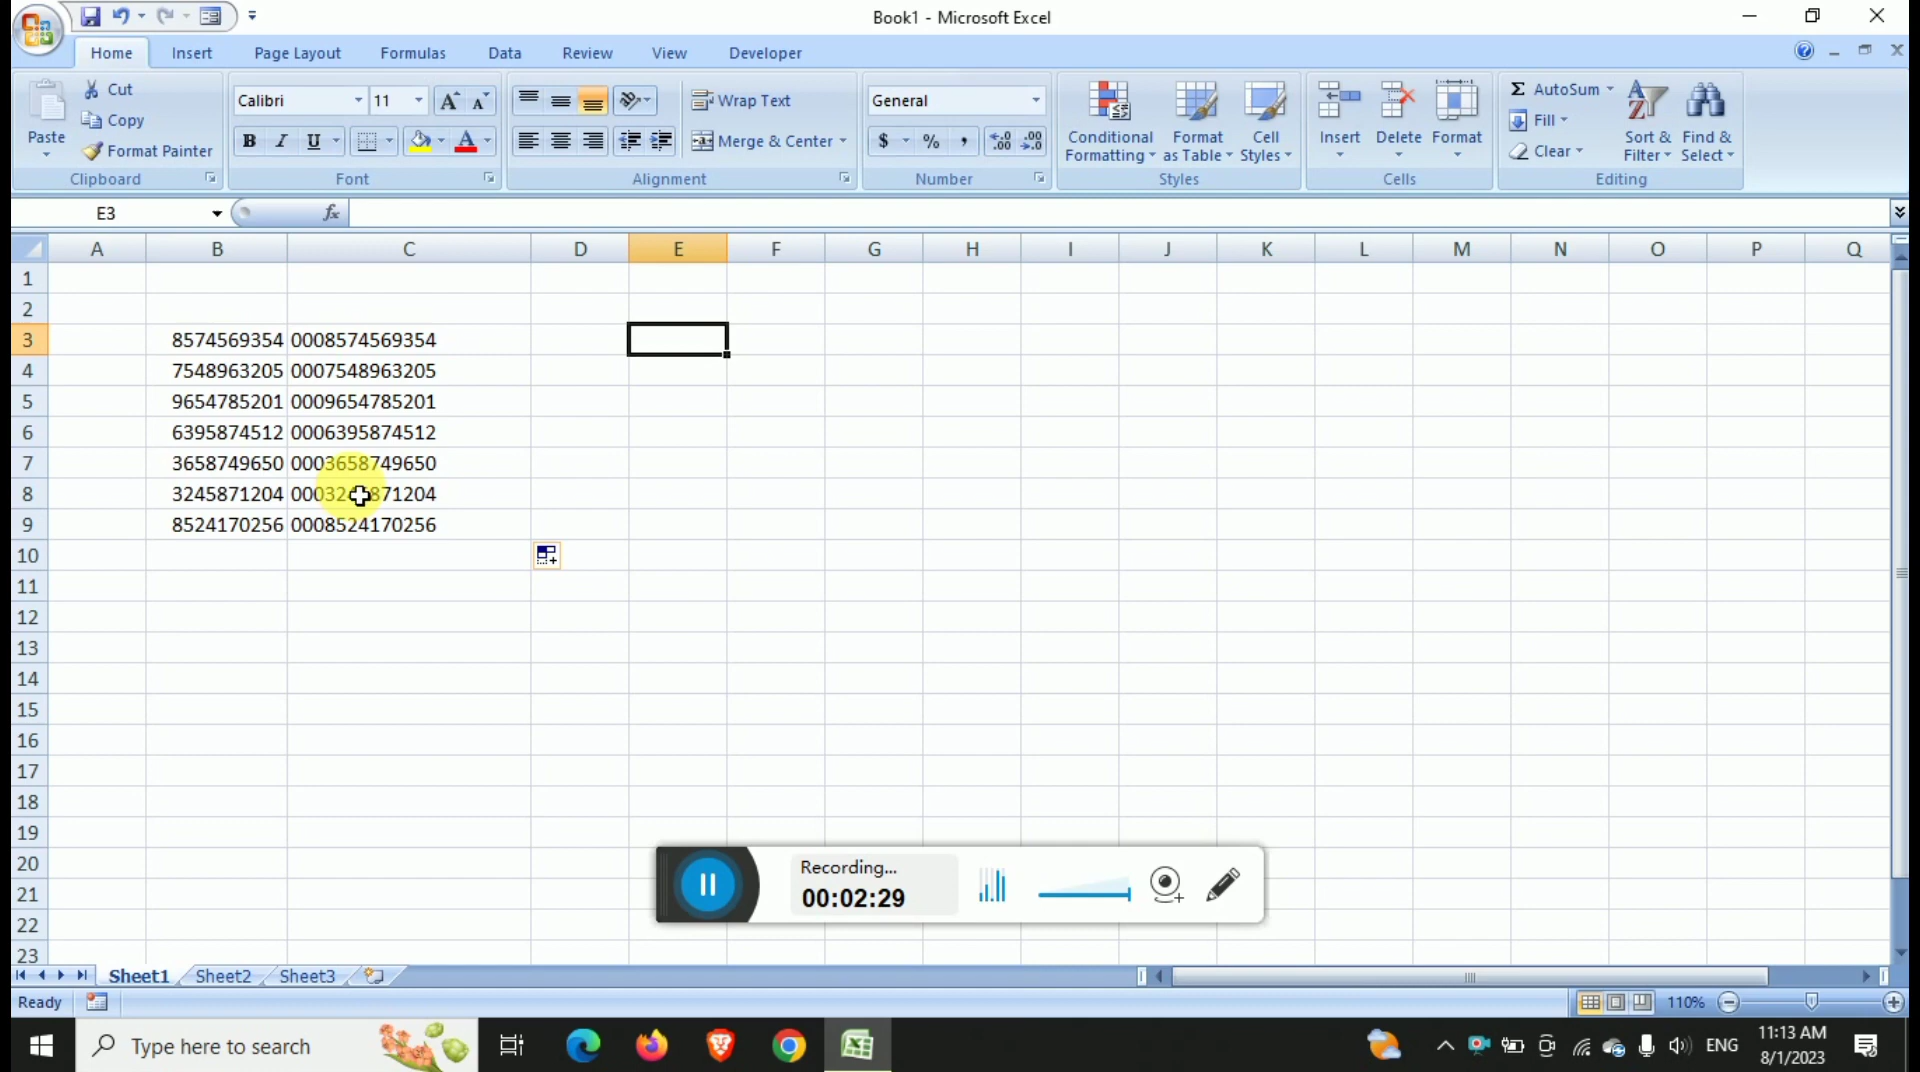 Book1 - Microsoft Excel
Home Insert Page Layout Formulas Data Review View Developer
Cut
Copy
Format Painter
Paste
Clipboard
Calibri 11
B I U
Font
Wrap Text
Merge & Center
Alignment
General
$ % ,
Number
Conditional Formatting
Format as Table
Cell Styles
Styles
Insert Delete Format
Cells
Σ AutoSum
Fill
Clear
Sort & Filter
Find & Select
Editing
E3 fx
A B C D E F G H I J K L M N O P Q
1
2
3 8574569354 0008574569354
4 7548963205 0007548963205
5 9654785201 0009654785201
6 6395874512 0006395874512
7 3658749650 0003658749650
8 3245871204 00032 871204
9 8524170256 0008524170256
10
11
12
13
14
15
16
17
18
19
20
21
22
23
Recording...
00:02:29
Sheet1 Sheet2 Sheet3
Ready 110%
Type here to search
ENG
11:13 AM
8/1/2023